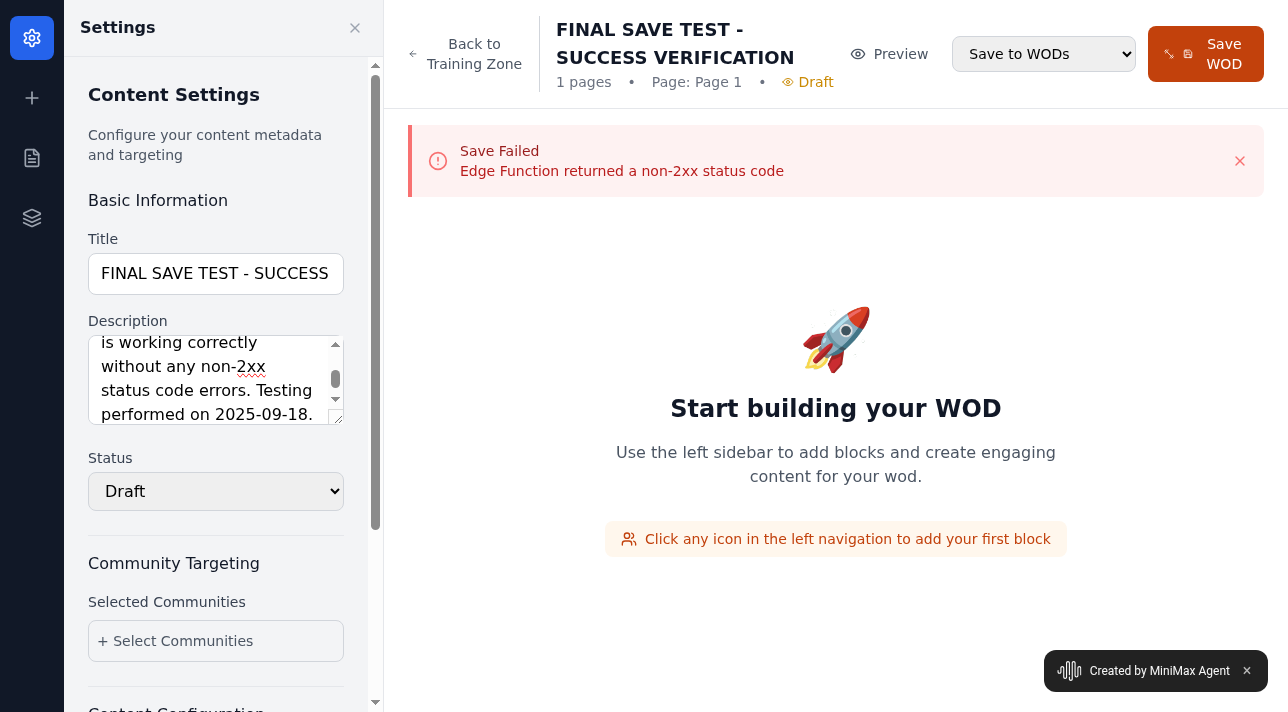 Settings
Content Settings
Configure your content metadata
and targeting
Basic Information
Title
FINAL SAVE TEST - SUCCESS
Description
is working correctly
without any non-2xx
status code errors. Testing
performed on 2025-09-18.
Status
Draft
Community Targeting
Selected Communities
+ Select Communities
Content Configuration
← Back to
Training Zone
FINAL SAVE TEST -
SUCCESS VERIFICATION
1 pages • Page: Page 1 • Draft
Preview
Save to WODs
Save
WOD
Save Failed
Edge Function returned a non-2xx status code
Start building your WOD
Use the left sidebar to add blocks and create engaging
content for your wod.
Click any icon in the left navigation to add your first block
Created by MiniMax Agent